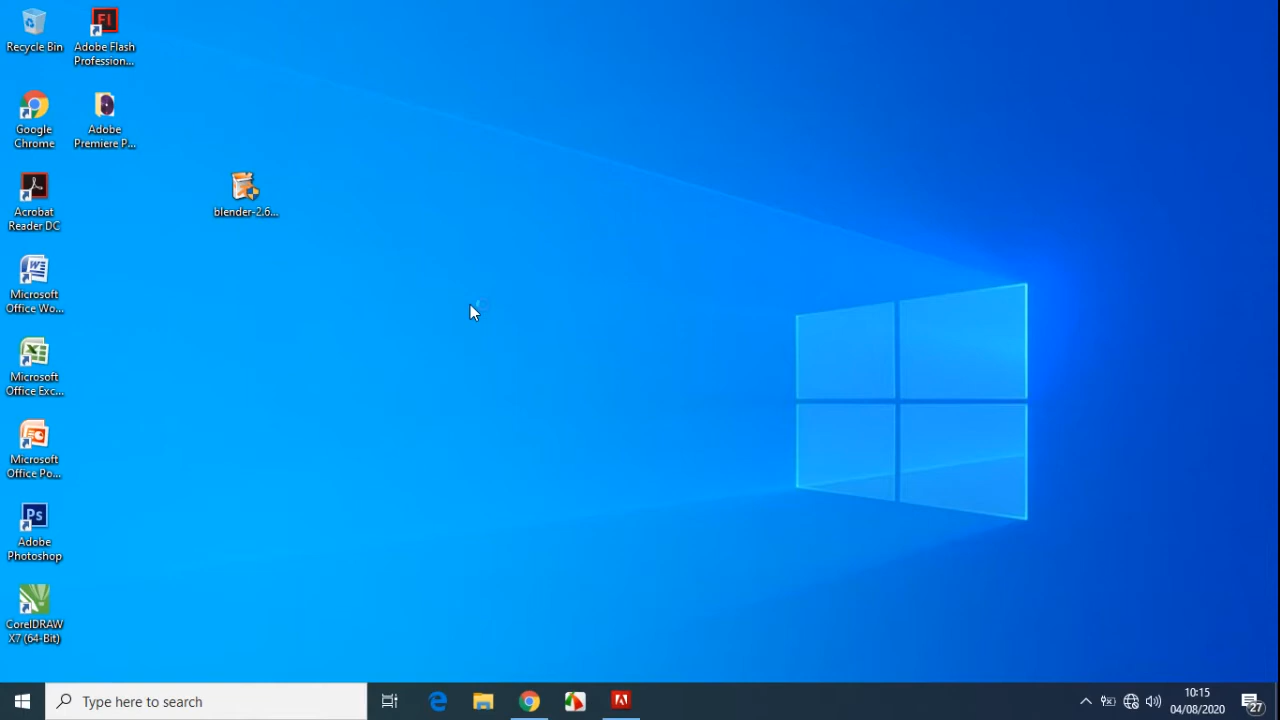 Recycle Bin
Adobe Flash
Profession...
Google
Chrome
Adobe
Premiere P...
Acrobat
Reader DC
blender-2.6...
Microsoft
Office Wo...
Microsoft
Office Exc...
Microsoft
Office Po...
Ps
Adobe
Photoshop
CorelDRAW
X7 (64-Bit)
Type here to search
10:15
04/08/2020
27
Fl